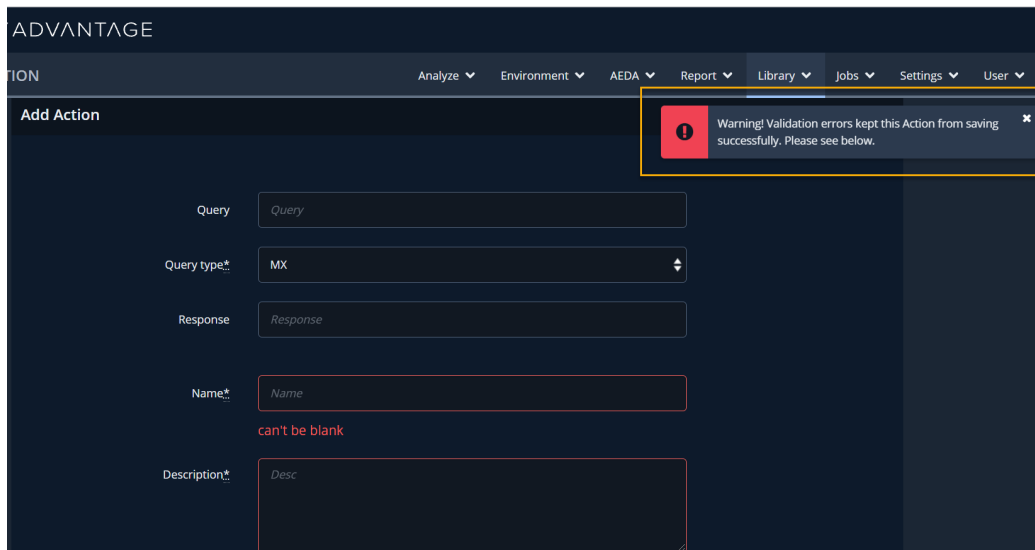 ADVANTAGE
TION
Analyze Environment AEDA Report Library Jobs Settings User
Add Action
Warning! Validation errors kept this Action from saving
successfully. Please see below.
Query Query
Query type* MX
Response Response
Name* Name
can't be blank
Description* Desc